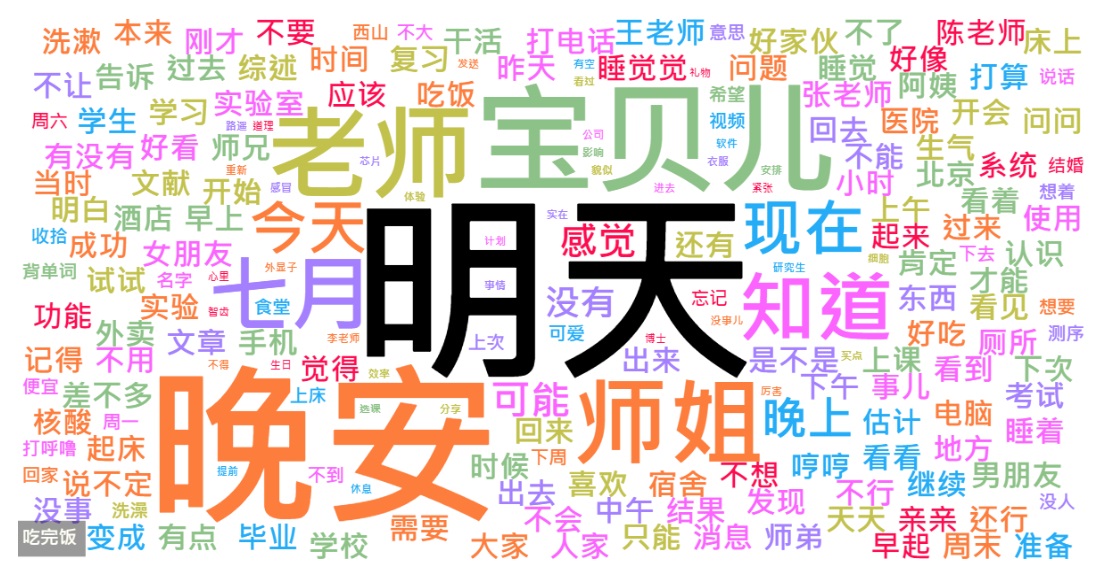 洗漱 本来 刚才 不要 西山 不大 干活 打电话 王老师 意思 好家伙 不了 陈老师 床上
不让 告诉 过去 综述 时间 复习 发送 昨天 有空 看过 睡觉觉 礼物 问题 睡觉 好像 阿姨 打算 说话
周六 学生 学习 路遥 道理 实验室 应该 吃饭 希望 视频 张老师 回去 医院 开会 问问
有没有 好看 师兄 老师 宝贝儿 公司 影响 软件 不能 生气 系统 结婚
当时 文献 开始 重新 感冒 芯片 体验 貌似 衣服 进去 安排 紧张 小时 北京 看着 想着
明白 酒店 早上 今天 明天 实在 感觉 还有 现在 上午 起来 过来 使用
收拾 成功 女朋友 外显子 计划 研究生 细胞 肯定 下去 认识
背单词 试试 名字 心里 七月 事情 没有 忘记 知道 才能
功能 实验 智齿 食堂 没事儿 东西 看见 想要
外卖 文章 手机 李老师 上次 可爱 博士 好吃 厕所 测序
记得 不用 不得 生日 觉得 效率 出来 是不是 买点 上课 看到 下次
便宜 差不多 上床 选课 分享 可能 师姐 厉害 下午 事儿 考试
核酸 周一 晚安 回来 晚上 估计 电脑 睡着
打呼噜 起床 下周 地方
回家 说不定 提前 不到 休息 时候 喜欢 宿舍 不想 哼哼 看看 继续 男朋友
没事 洗澡 出去 中午 结果 发现 不行 没人
吃完饭 变成 有点 毕业 学校 需要 大家 不会 人家 只能 消息 师弟 天天 亲亲 早起 还行 周末 准备